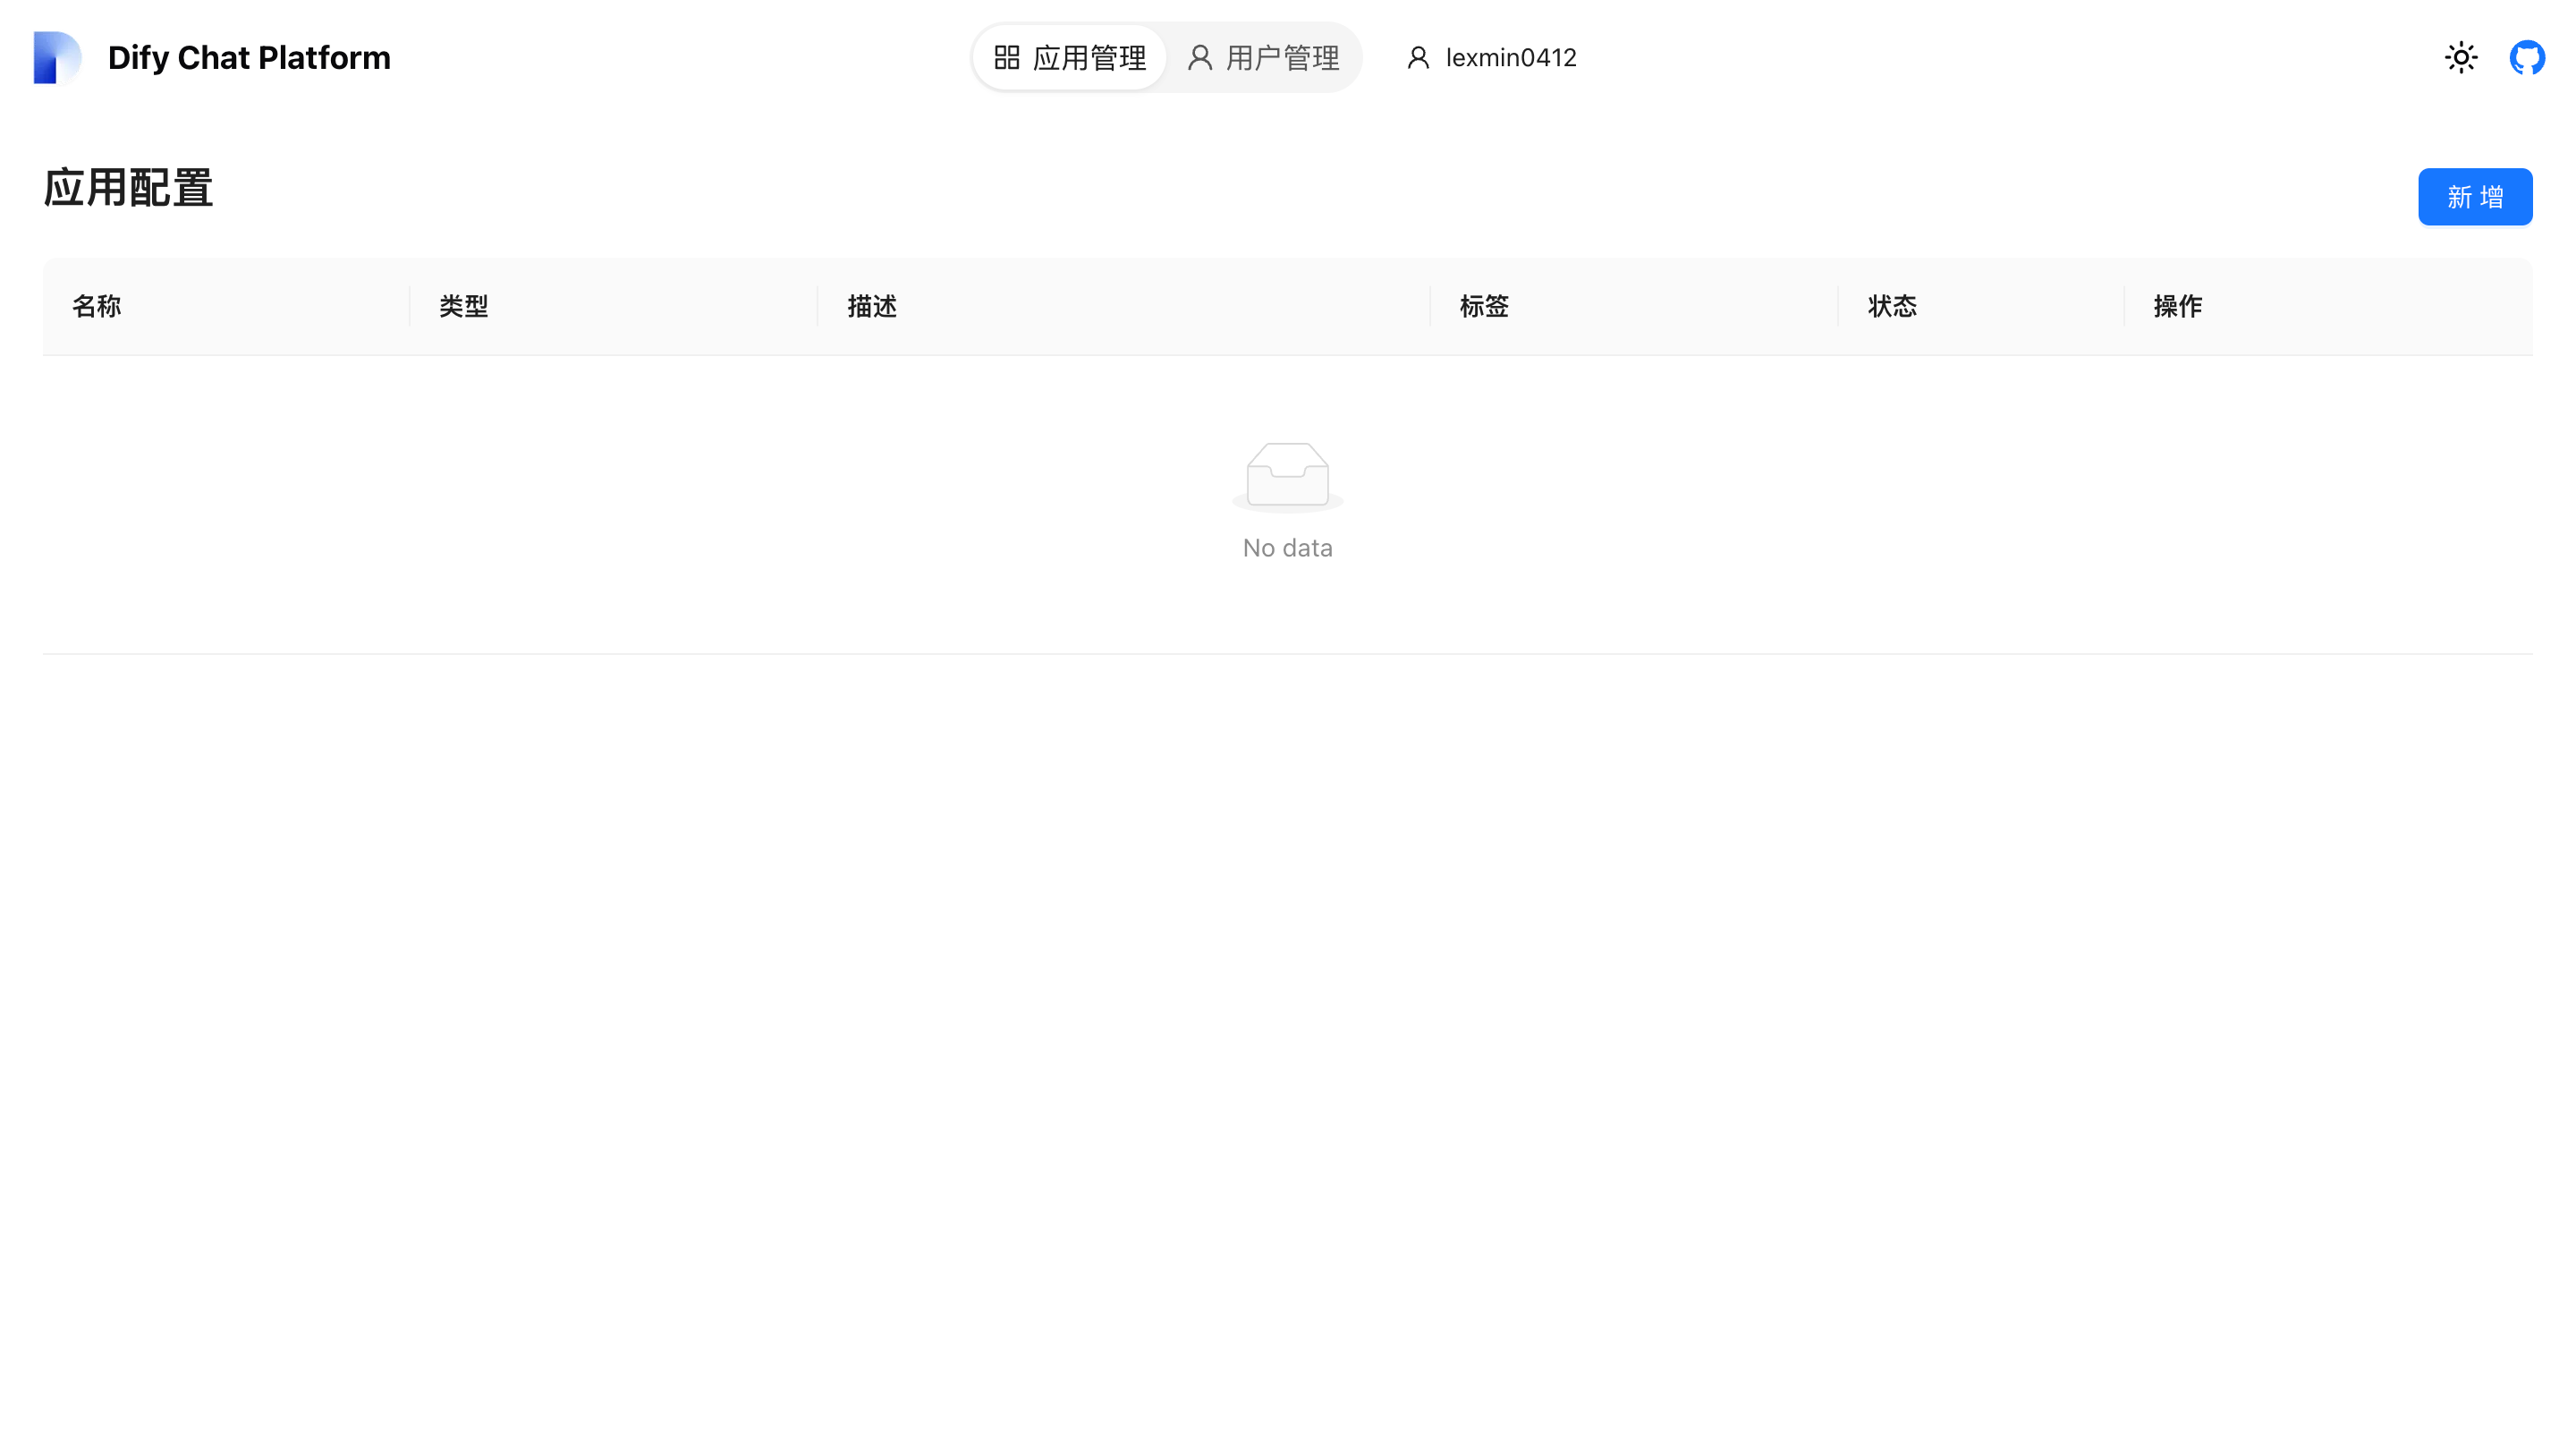 Dify Chat Platform
应用管理
用户管理
lexmin0412
应用配置
新 增
名称
类型
描述
标签
状态
操作
No data